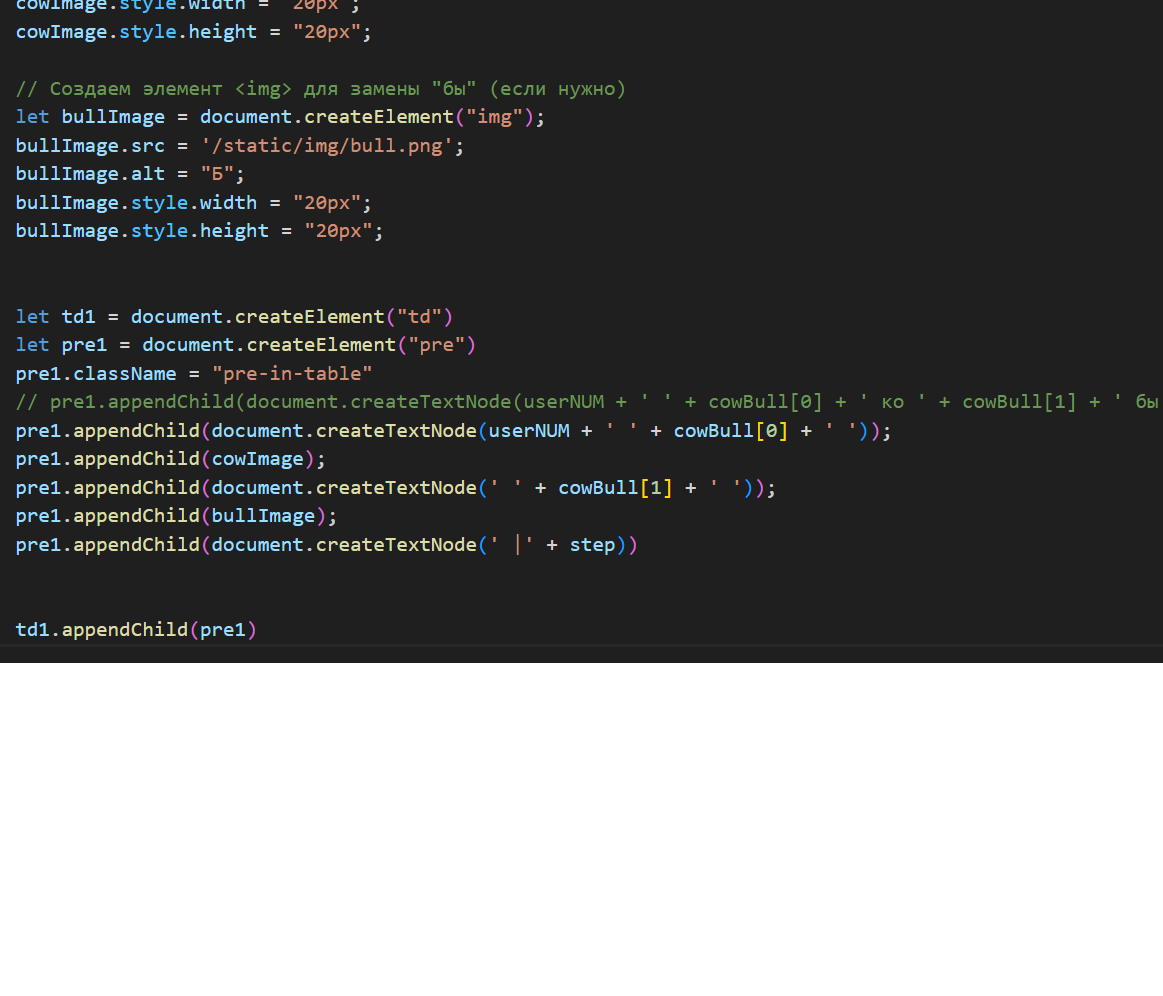 cowImage.style.width = "20px";
cowImage.style.height = "20px";
// Создаем элемент <img> для замены "бы" (если нужно)
let bullImage = document.createElement("img");
bullImage.src = '/static/img/bull.png';
bullImage.alt = "Б";
bullImage.style.width = "20px";
bullImage.style.height = "20px";
let td1 = document.createElement("td")
let pre1 = document.createElement("pre")
pre1.className = "pre-in-table"
// pre1.appendChild(document.createTextNode(userNUM + ' ' + cowBull[0] + ' ко ' + cowBull[1] + ' бы
pre1.appendChild(document.createTextNode(userNUM + ' ' + cowBull[0] + ' '));
pre1.appendChild(cowImage);
pre1.appendChild(document.createTextNode(' ' + cowBull[1] + ' '));
pre1.appendChild(bullImage);
pre1.appendChild(document.createTextNode(' |' + step))
td1.appendChild(pre1)